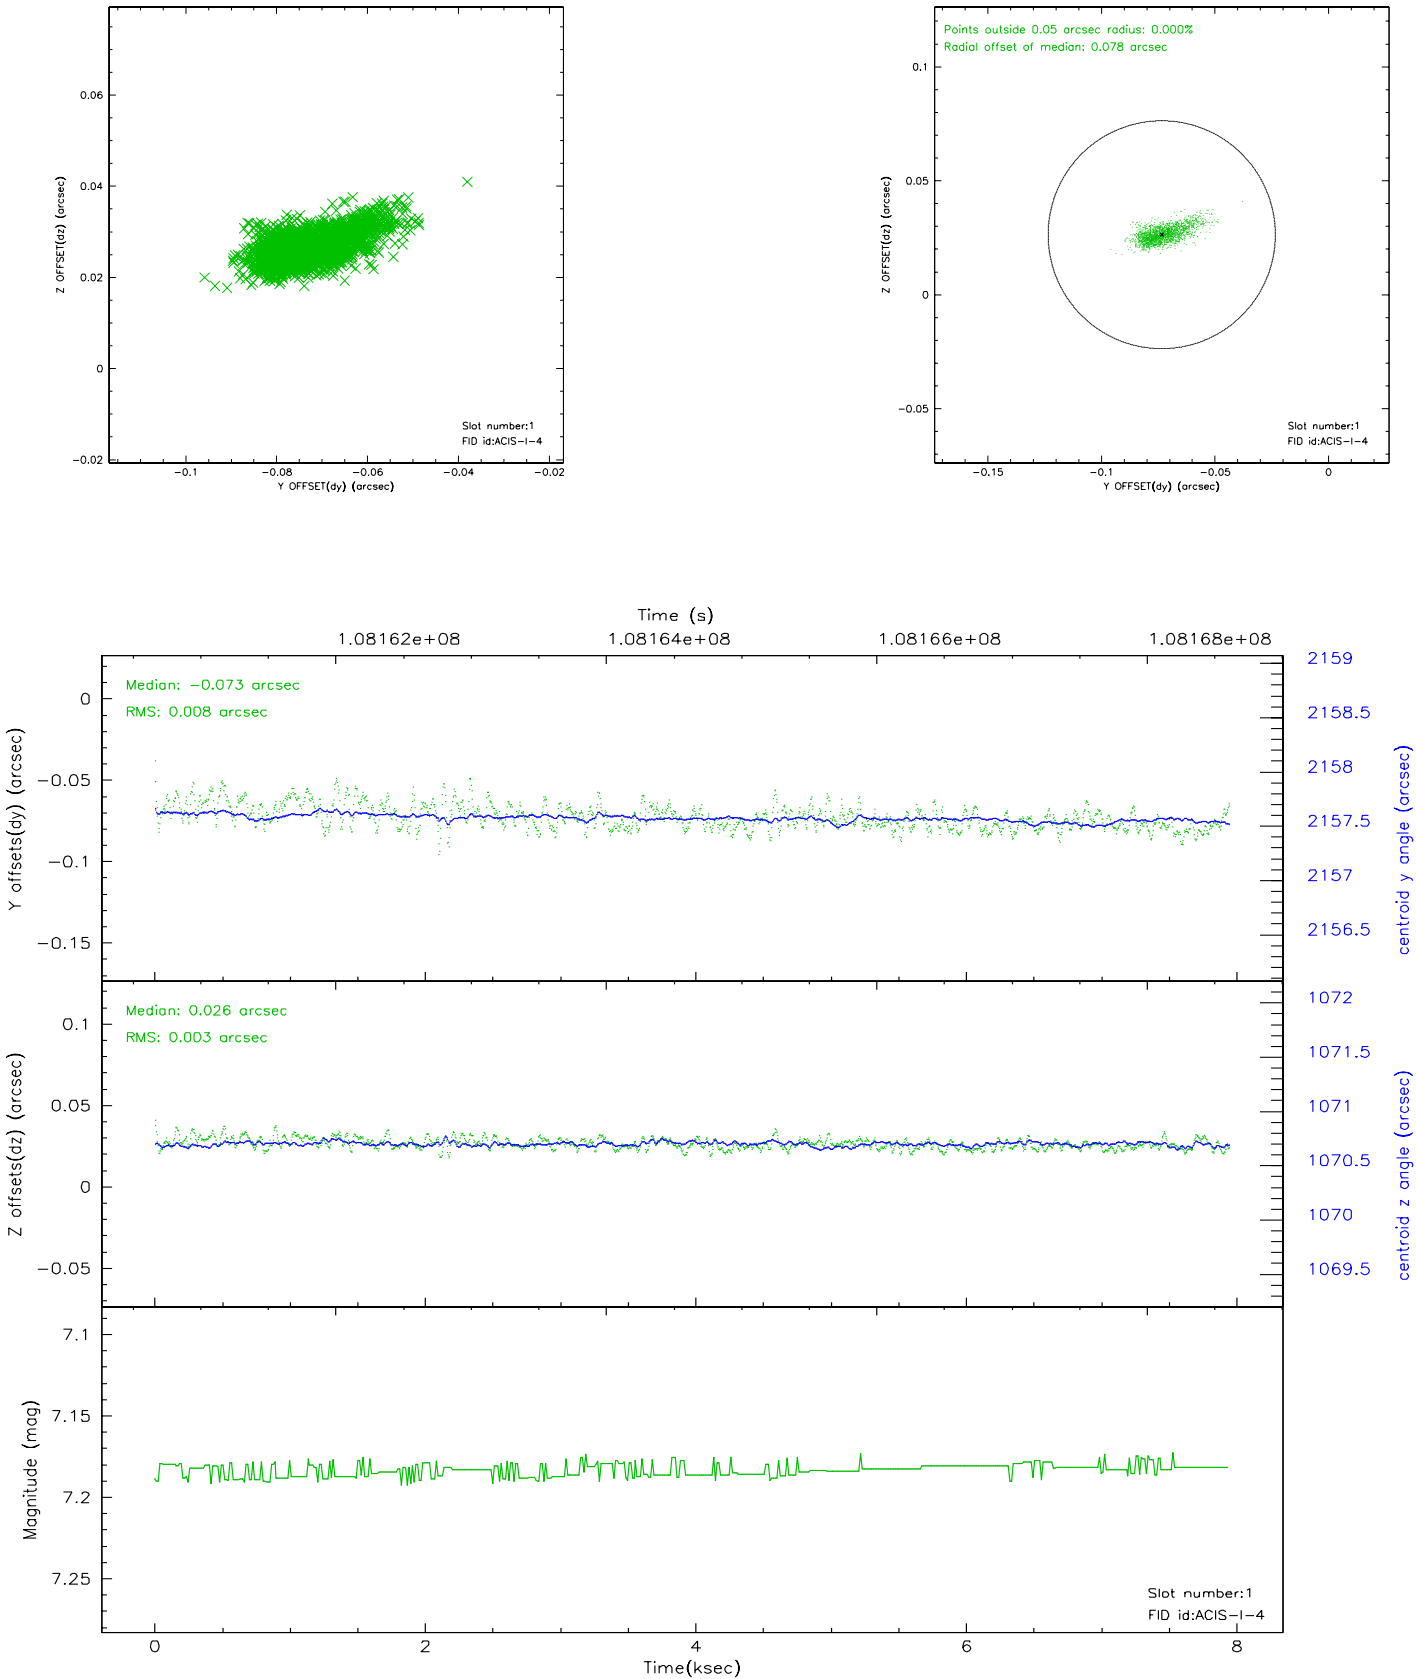 0.06
0.04
0.02
0
−0.02
Z OFFSET(dz) (arcsec)
Slot number:1
FID id:ACIS−I−4
−0.1
−0.08
−0.06
−0.04
−0.02
Y OFFSET(dy) (arcsec)
Points outside 0.05 arcsec radius: 0.000%
Radial offset of median: 0.078 arcsec
0.1
0.05
0
−0.05
Z OFFSET(dz) (arcsec)
Slot number:1
FID id:ACIS−I−4
−0.15
−0.1
−0.05
0
Y OFFSET(dy) (arcsec)
Time (s)
1.08162e+08
1.08164e+08
1.08166e+08
1.08168e+08
Median: −0.073 arcsec
RMS: 0.008 arcsec
0
−0.05
−0.1
−0.15
Y offsets(dy) (arcsec)
2159
2158.5
2158
2157.5
2157
2156.5
centroid y angle (arcsec)
Median: 0.026 arcsec
RMS: 0.003 arcsec
0.1
0.05
0
−0.05
Z offsets(dz) (arcsec)
1072
1071.5
1071
1070.5
1070
1069.5
centroid z angle (arcsec)
7.1
7.15
7.2
7.25
Magnitude (mag)
Slot number:1
FID id:ACIS−I−4
0
2
4
6
8
Time(ksec)